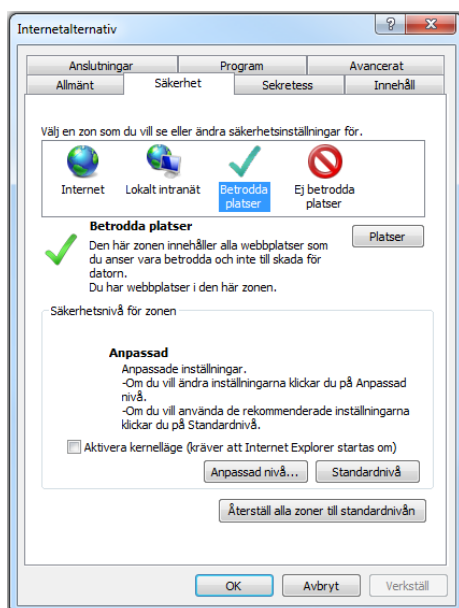 Internetalternativ
Anslutningar Program Avancerat
Allmänt Säkerhet Sekretess Innehåll
Välj en zon som du vill se eller ändra säkerhetsinställningar för.
Internet Lokalt intranät Betrodda platser Ej betrodda platser
Betrodda platser
Platser
Den här zonen innehåller alla webbplatser som
du anser vara betrodda och inte till skada för
datorn.
Du har webbplatser i den här zonen.
Säkerhetsnivå för zonen
Anpassad
Anpassade inställningar.
-Om du vill ändra inställningarna klickar du på Anpassad
nivå.
-Om du vill använda de rekommenderade inställningarna
klickar du på Standardnivå.
Aktivera kernelläge (kräver att Internet Explorer startas om)
Anpassad nivå... Standardnivå
Återställ alla zoner till standardnivån
OK Avbryt Verkställ